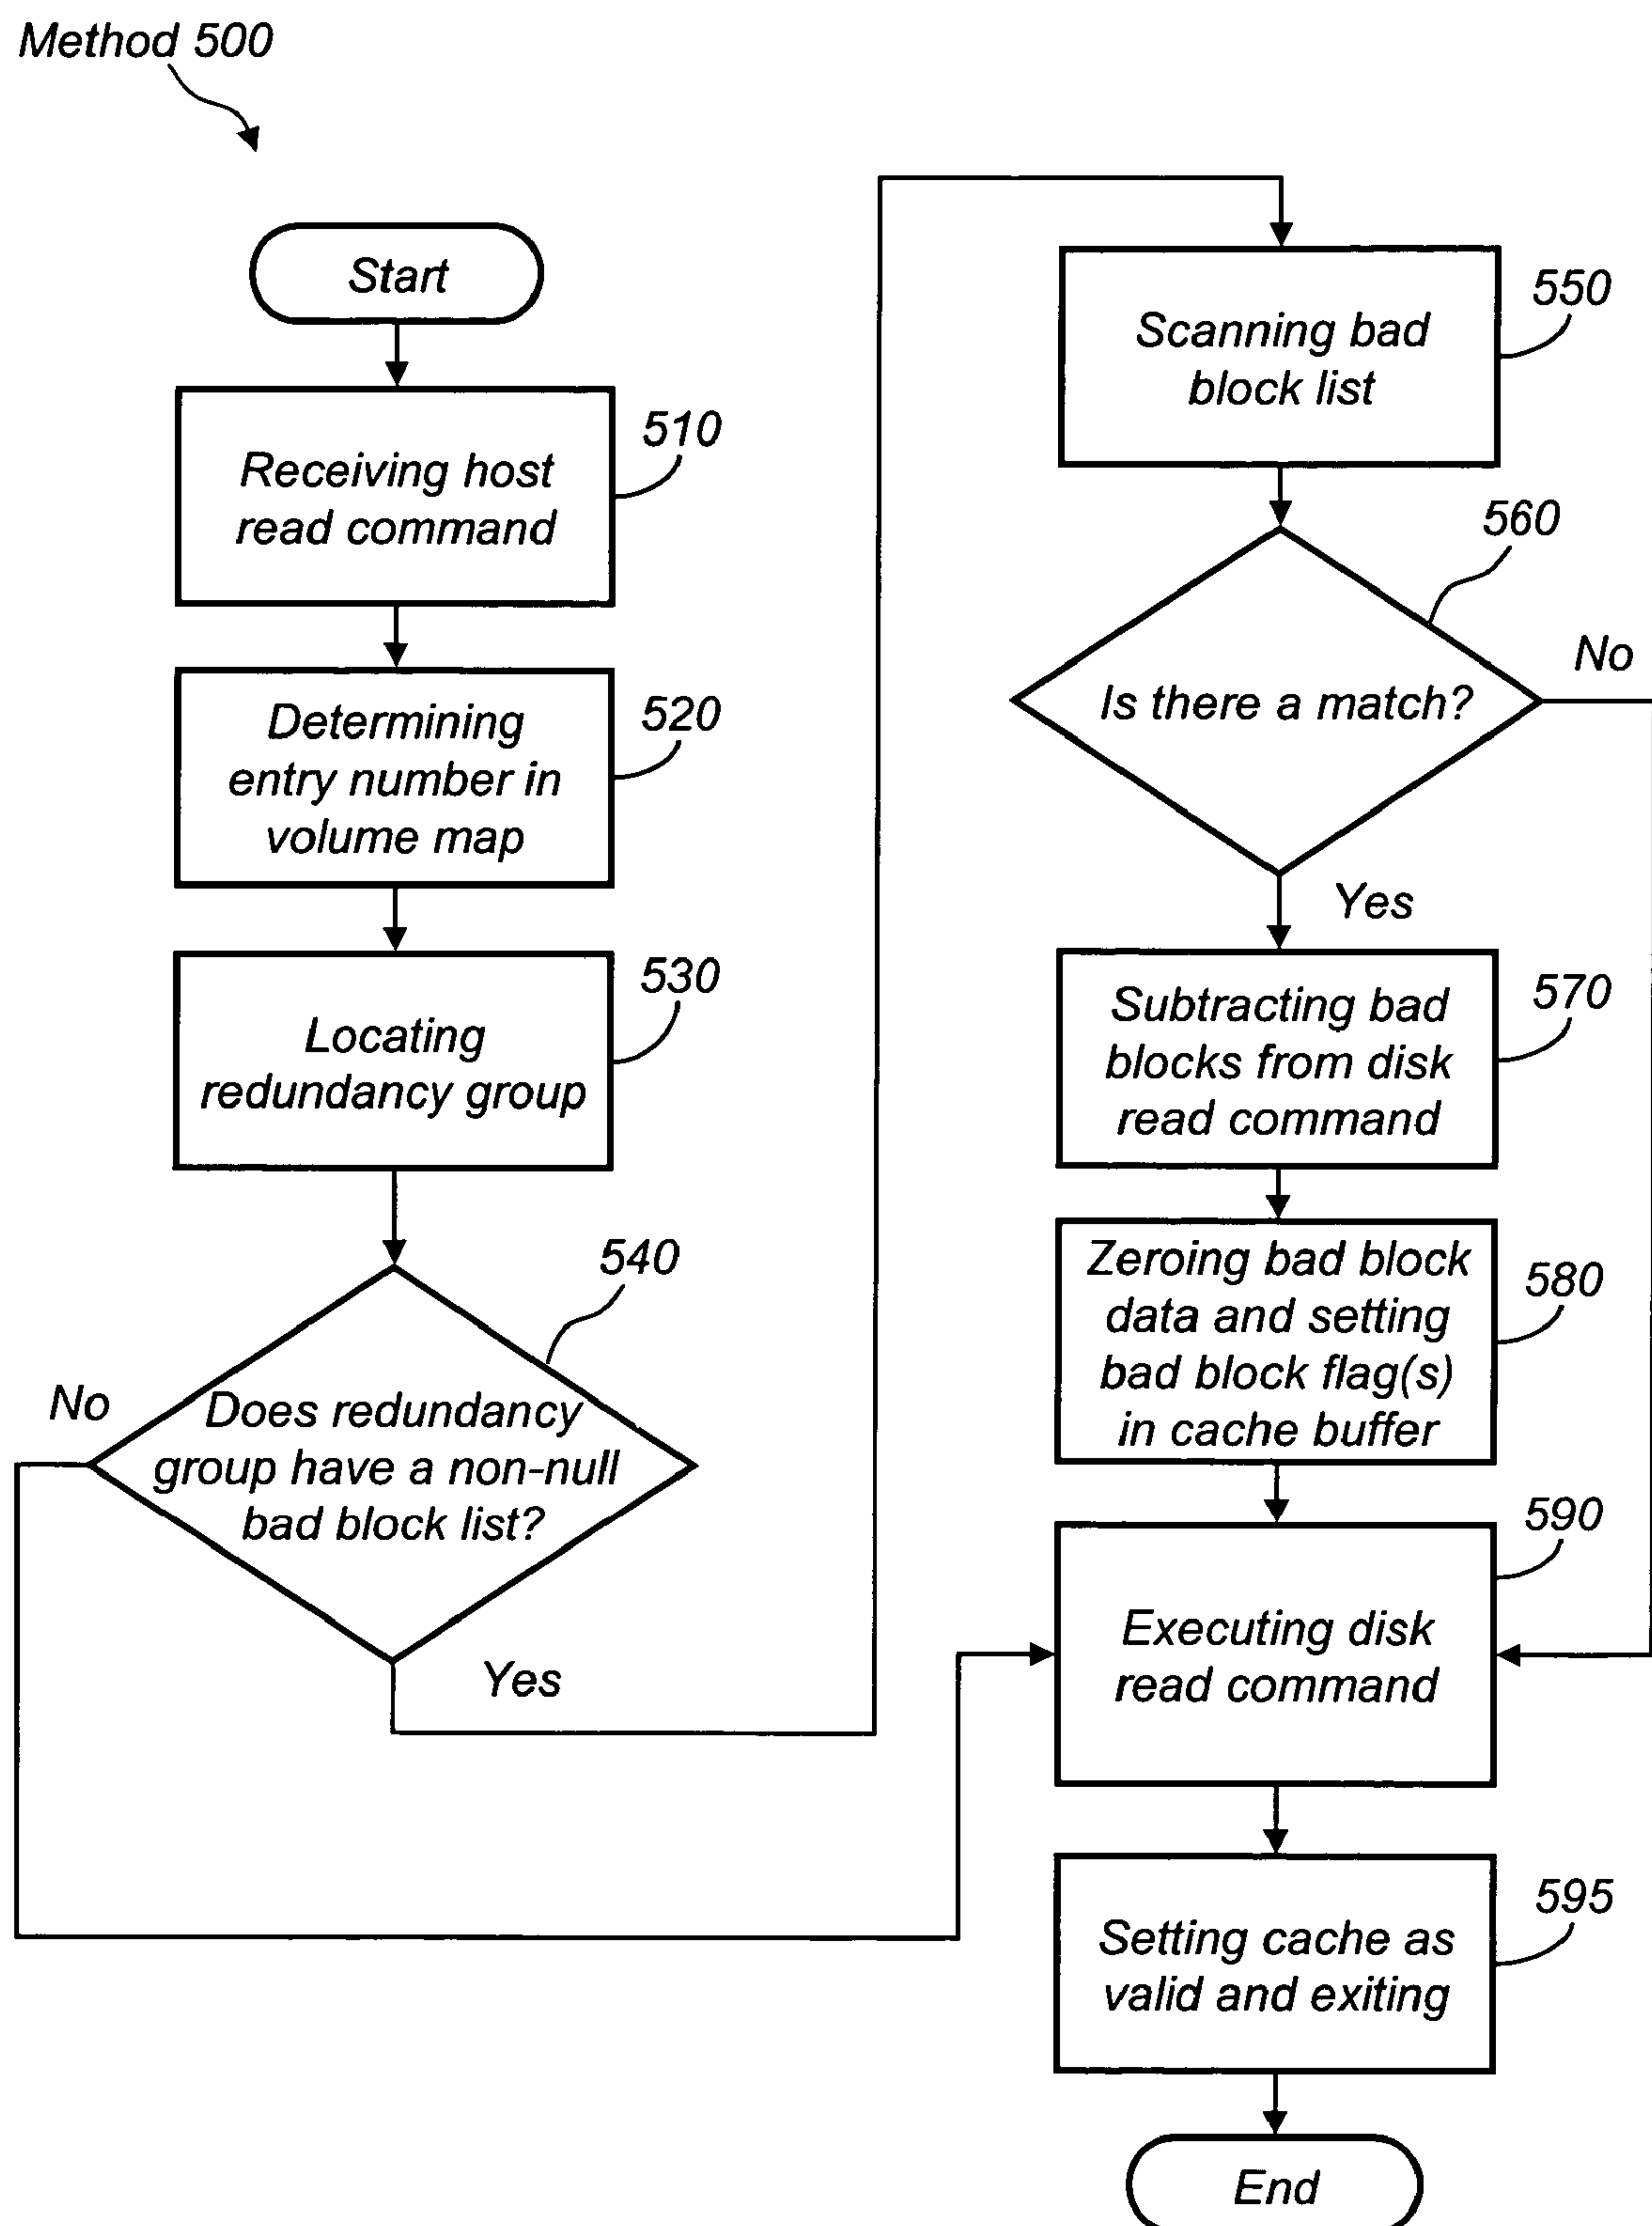 Method 500
Start
Receiving host
read command
510
Determining
entry number in
volume map
520
Locating
redundancy group
530
540
Does redundancy
group have a non-null
bad block list?
No
Yes
Scanning bad
block list
550
560
Is there a match?
No
Yes
Subtracting bad
blocks from disk
read command
570
Zeroing bad block
data and setting
bad block flag(s)
in cache buffer
580
590
Executing disk
read command
Setting cache as
valid and exiting
595
End